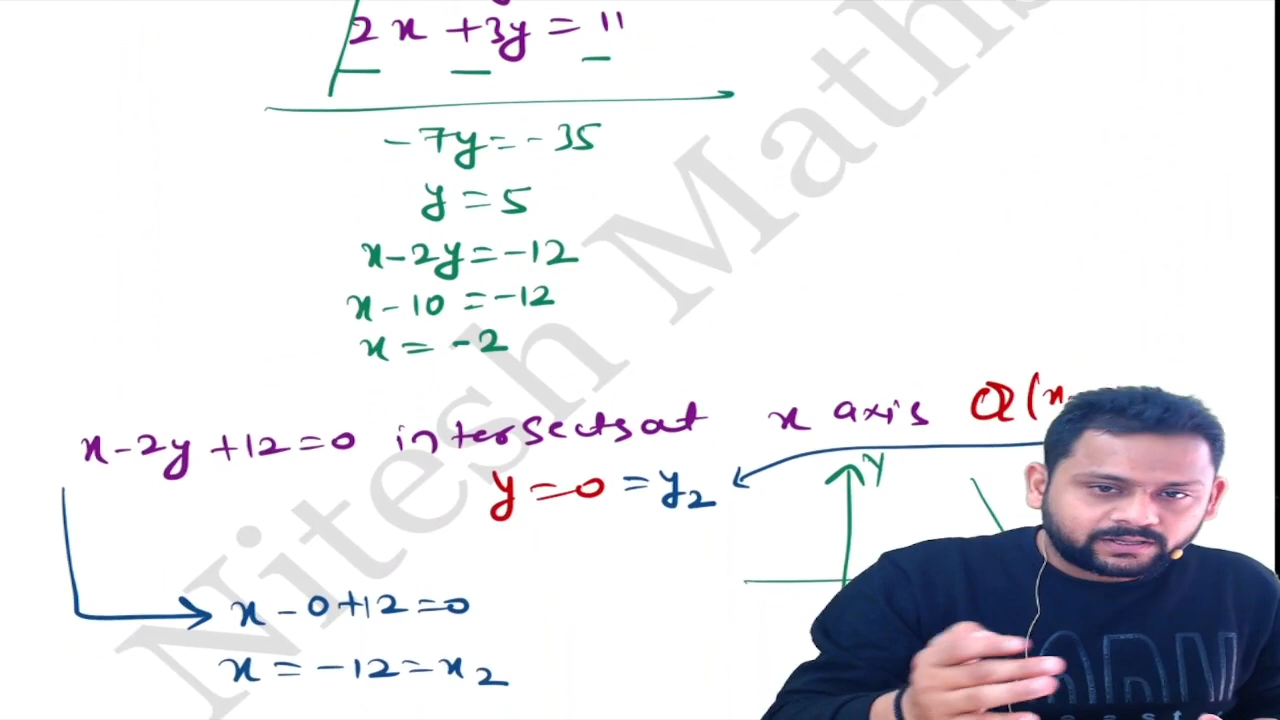 2x + 3y = 11
-7y = -35
y = 5
x - 2y = -12
x - 10 = -12
x = -2
x - 2y + 12 = 0 intersects at x axis Q(x
y = 0 = y₂
Y
x - 0 + 12 = 0
x = -12 = x₂
Nitesh Maths